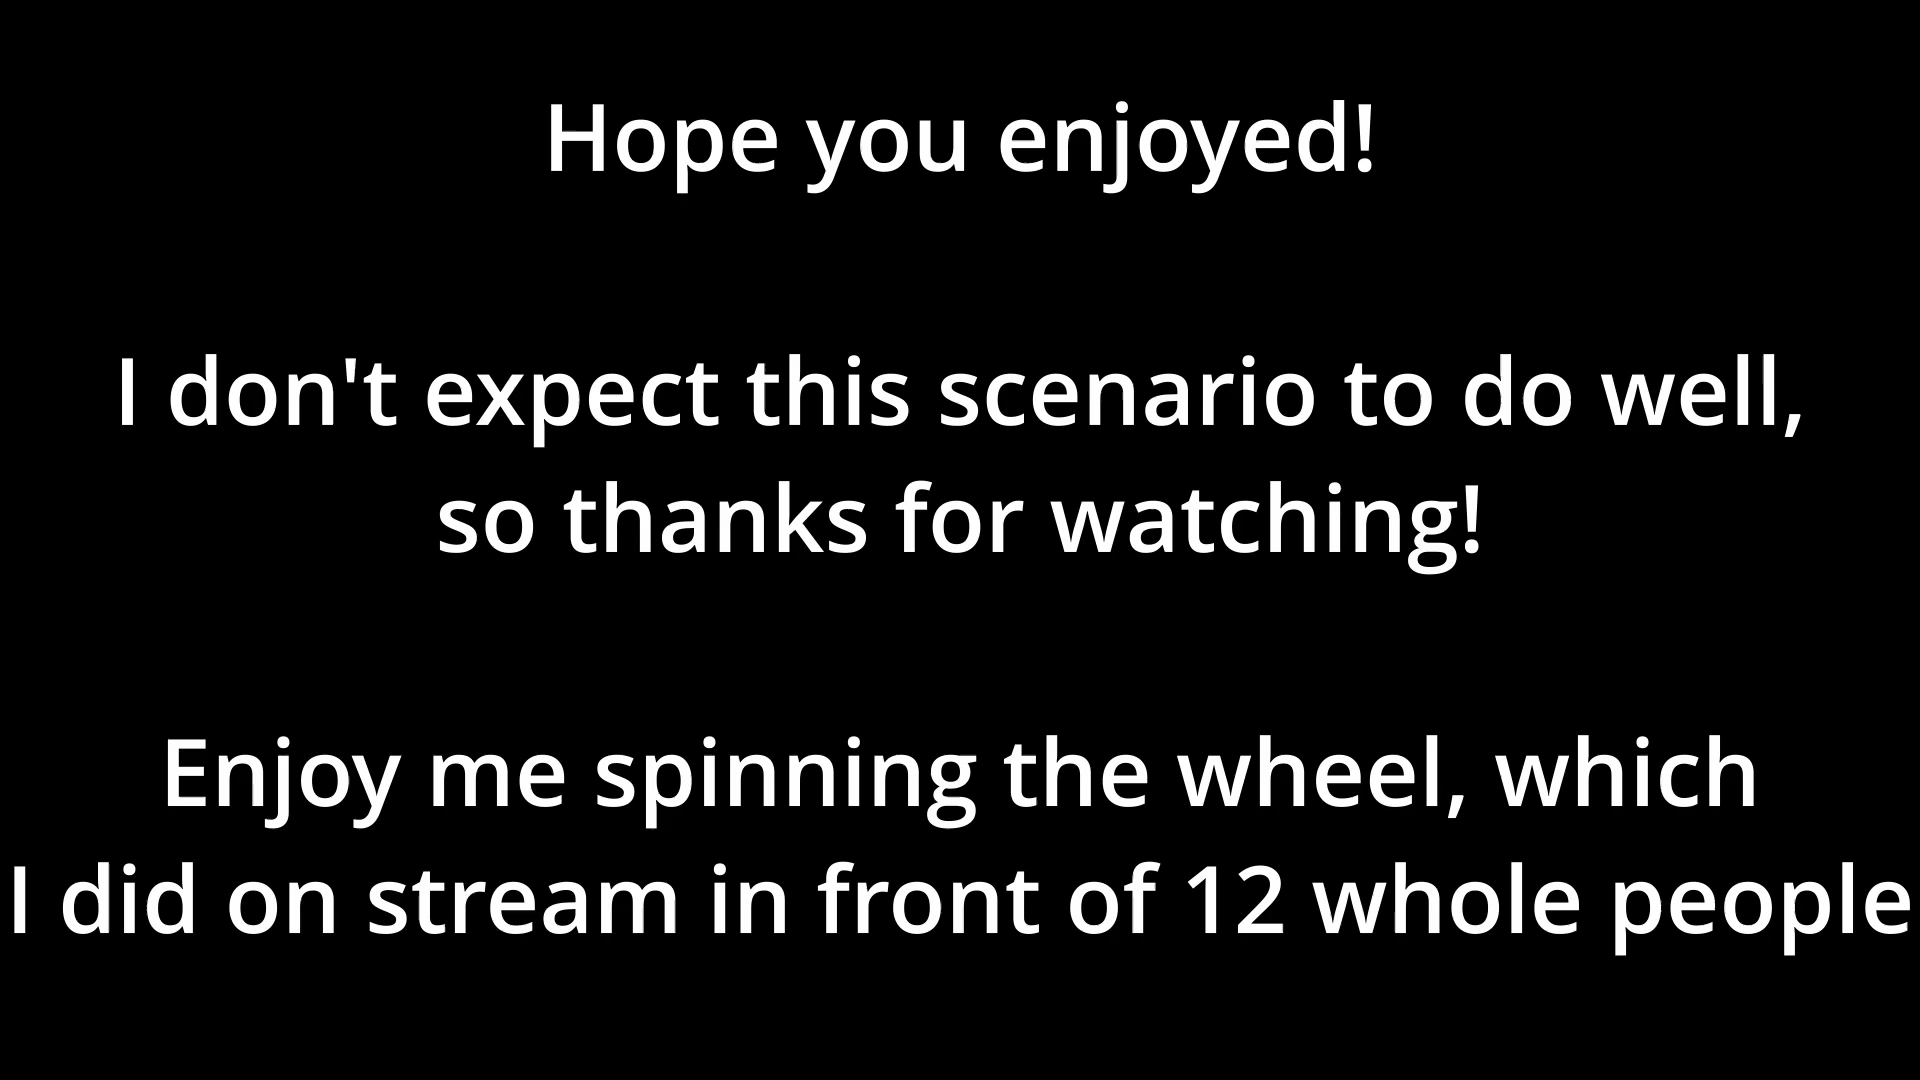 Hope you enjoyed!
I don't expect this scenario to do well,
so thanks for watching!
Enjoy me spinning the wheel, which
I did on stream in front of 12 whole people